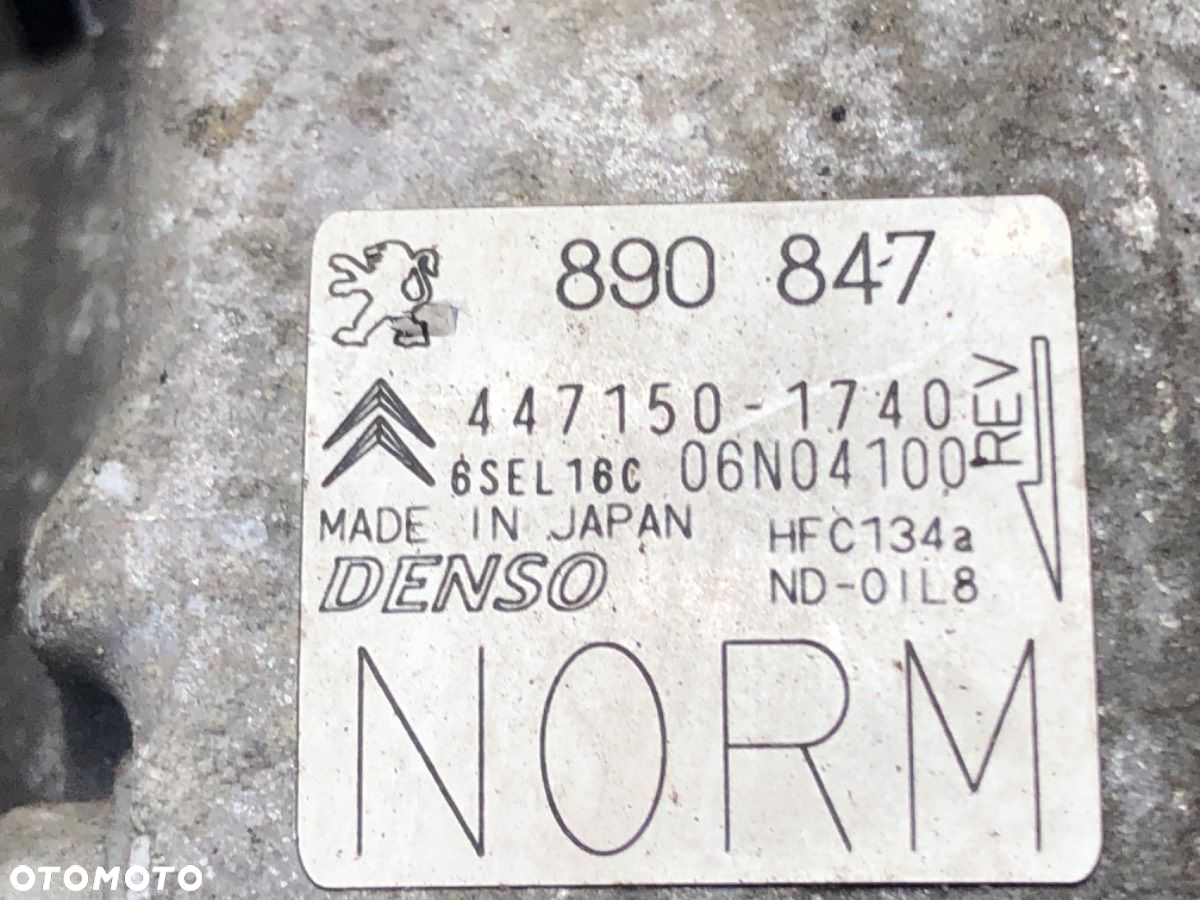 890 847
447150-1740
6SEL16C 06N04100
REV
MADE IN JAPAN HFC134a
DENSO ND-OIL8
NORM
OTOMOTO